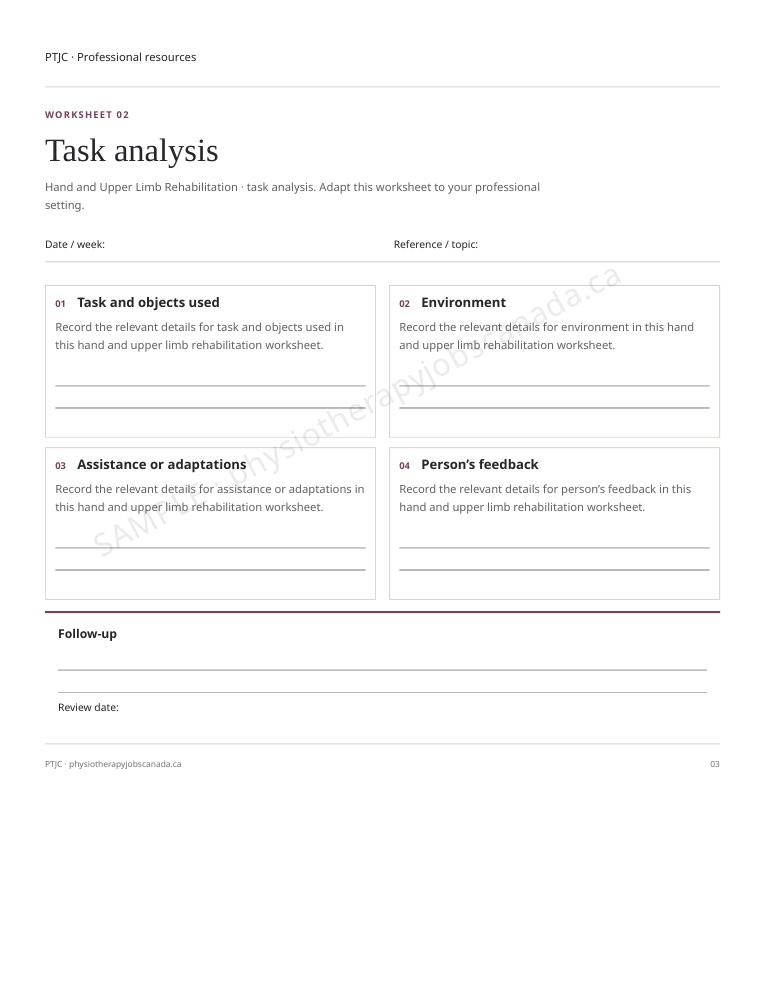 PTJC · Professional resources
WORKSHEET 02
Task analysis
Hand and Upper Limb Rehabilitation · task analysis. Adapt this worksheet to your professional
setting.
Date / week:
Reference / topic:
01 Task and objects used
Record the relevant details for task and objects used in
this hand and upper limb rehabilitation worksheet.
02 Environment
Record the relevant details for environment in this hand
and upper limb rehabilitation worksheet.
03 Assistance or adaptations
Record the relevant details for assistance or adaptations in
this hand and upper limb rehabilitation worksheet.
04 Person’s feedback
Record the relevant details for person’s feedback in this
hand and upper limb rehabilitation worksheet.
SAMPLE · physiotherapyjobscanada.ca
Follow-up
Review date:
PTJC · physiotherapyjobscanada.ca
03